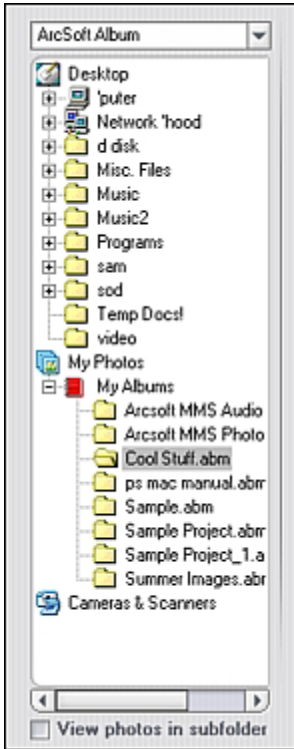 ArcSoft Album
Desktop
'puter
Network 'hood
d disk
Misc. Files
Music
Music2
Programs
sam
sod
Temp Docs!
video
My Photos
My Albums
Arcsoft MMS Audio
Arcsoft MMS Photo
Cool Stuff.abm
ps mac manual.abm
Sample.abm
Sample Project.abm
Sample Project_1.a
Summer Images.abm
Cameras & Scanners
View photos in subfolder